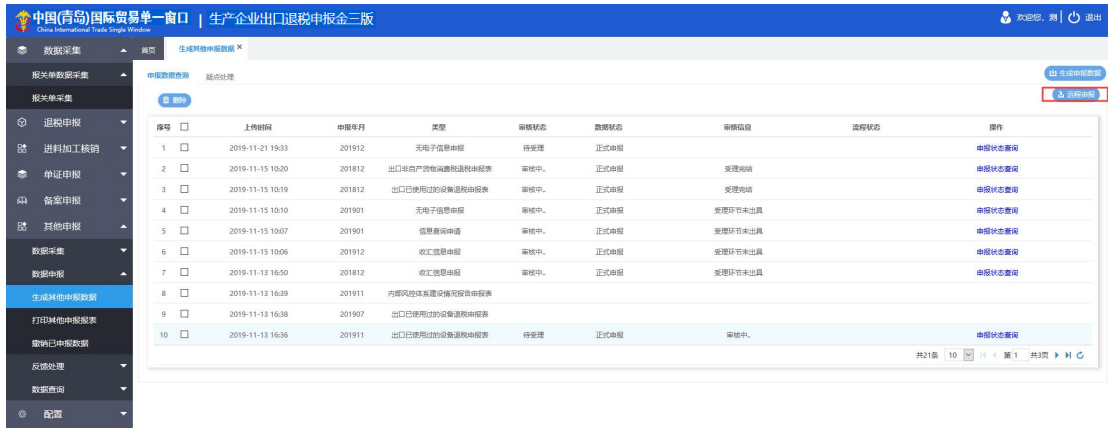 中国(青岛)国际贸易单一窗口 | 生产企业出口退税申报金三版
China International Trade Single Window
欢迎您, 测 | 退出
数据采集
首页 生成其他申报数据 ×
报关单数据采集
报关单采集
退税申报
进料加工核销
单证申报
备案申报
其他申报
数据采集
数据申报
生成其他申报数据
打印其他申报报表
撤销已申报数据
反馈处理
数据查询
配置
申报数据查询 疑点处理
生成申报数据
删除
远程申报
序号 上传时间 申报年月 类型 审核状态 数据状态 审核信息 流程状态 操作
1 2019-11-21 19:33 201912 无电子信息申报 待受理 正式申报 申报状态查询
2 2019-11-15 10:20 201812 出口非自产货物消费税退税申报表 审核中。 正式申报 受理完结 申报状态查询
3 2019-11-15 10:19 201812 出口已使用过的设备退税申报表 审核中。 正式申报 受理完结 申报状态查询
4 2019-11-15 10:10 201901 无电子信息申报 审核中。 正式申报 受理环节未出具 申报状态查询
5 2019-11-15 10:07 201901 信息查询申请 审核中。 正式申报 受理环节未出具 申报状态查询
6 2019-11-15 10:06 201912 收汇信息申报 审核中。 正式申报 受理环节未出具 申报状态查询
7 2019-11-13 16:50 201812 收汇信息申报 审核中。 正式申报 受理环节未出具 申报状态查询
8 2019-11-13 16:39 201911 内部风控体系建设情况报告申报表
9 2019-11-13 16:38 201907 出口已使用过的设备退税申报表
10 2019-11-13 16:36 201911 出口已使用过的设备退税申报表 待受理 正式申报 审核中。 申报状态查询
共21条 10 第 1 共3页